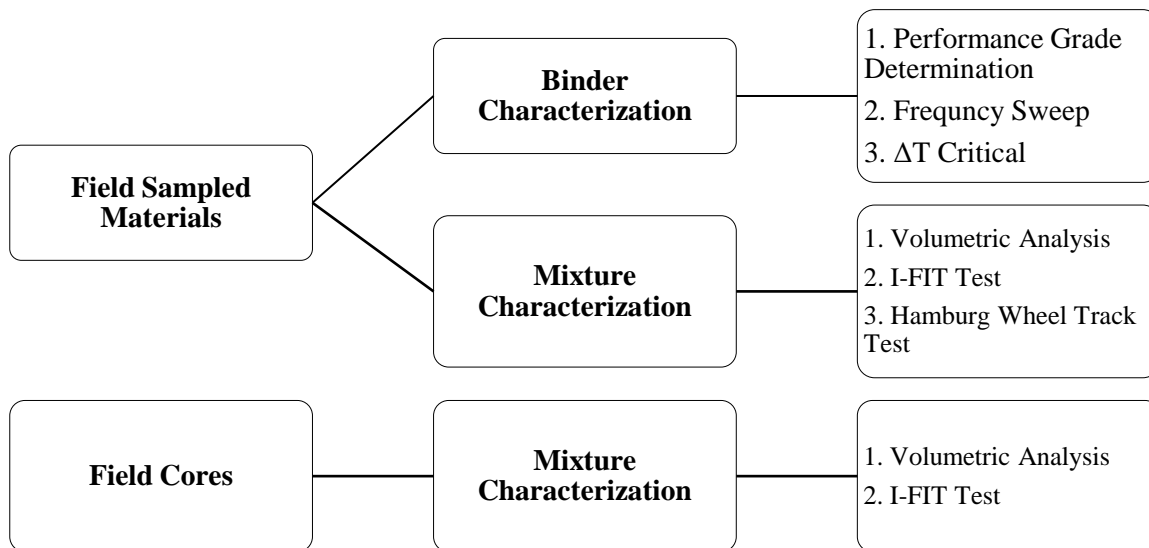 Binder
Characterization
1. Performance Grade
Determination
2. Frequncy Sweep
3. ΔT Critical
Field Sampled
Materials
Mixture
Characterization
1. Volumetric Analysis
2. I-FIT Test
3. Hamburg Wheel Track
Test
Field Cores
Mixture
Characterization
1. Volumetric Analysis
2. I-FIT Test